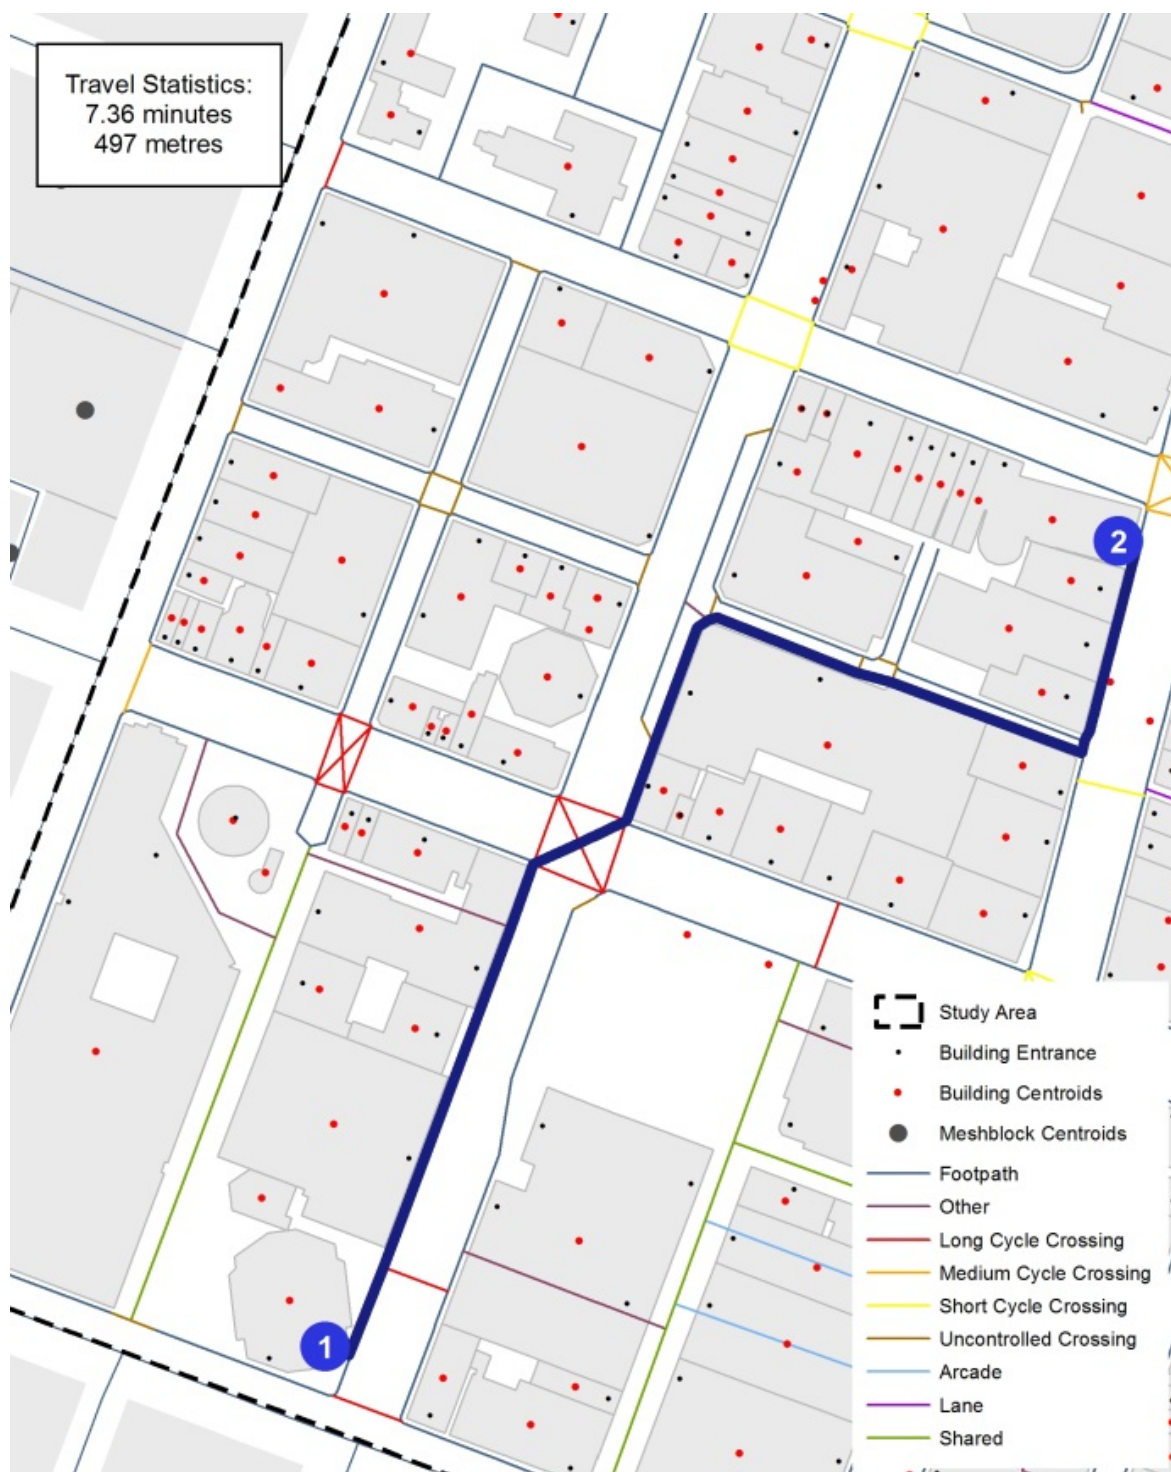 Travel Statistics:
7.36 minutes
497 metres
2
1
Study Area
Building Entrance
Building Centroids
Meshblock Centroids
Footpath
Other
Long Cycle Crossing
Medium Cycle Crossing
Short Cycle Crossing
Uncontrolled Crossing
Arcade
Lane
Shared